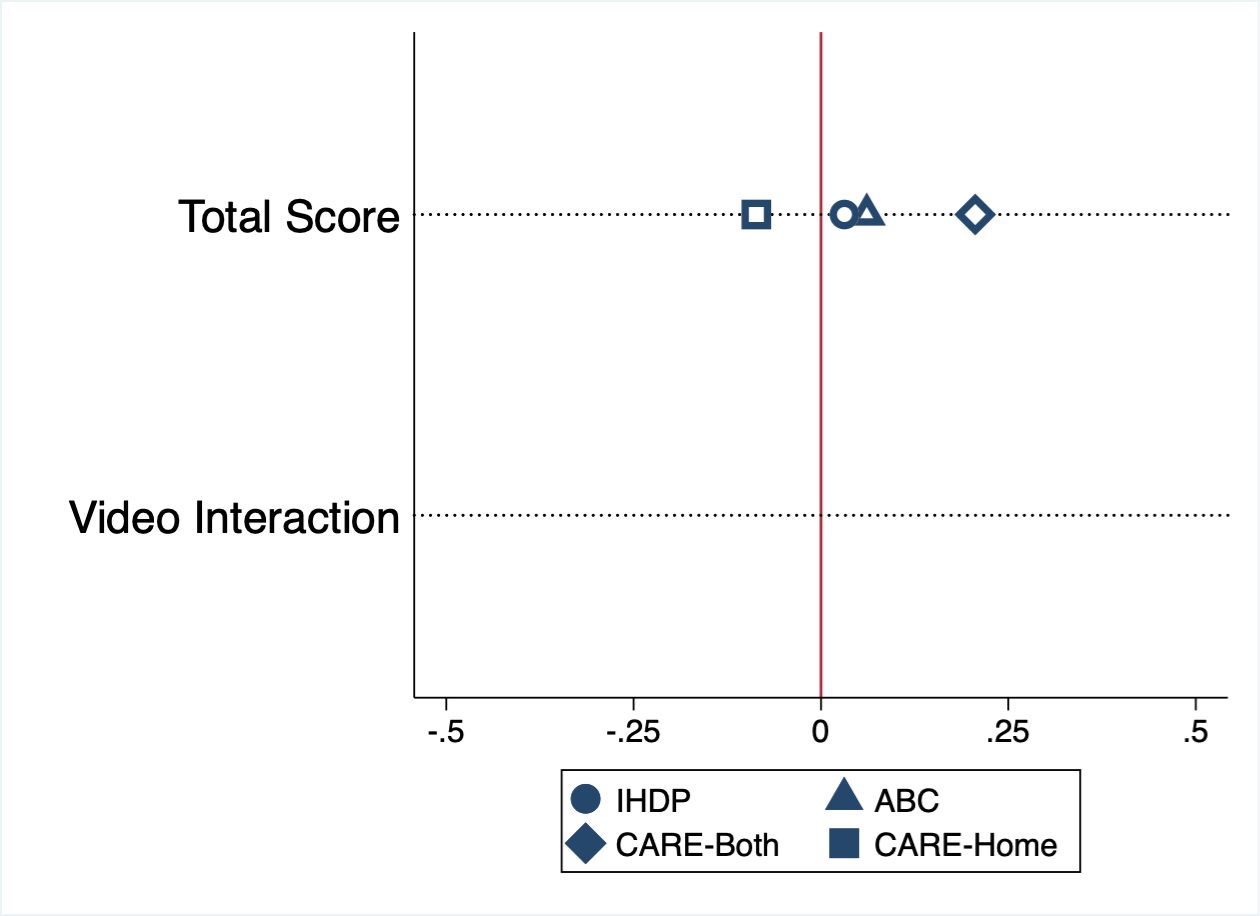 Total Score
Video Interaction
-.5 -.25 0 .25 .5
IHDP ABC
CARE-Both CARE-Home